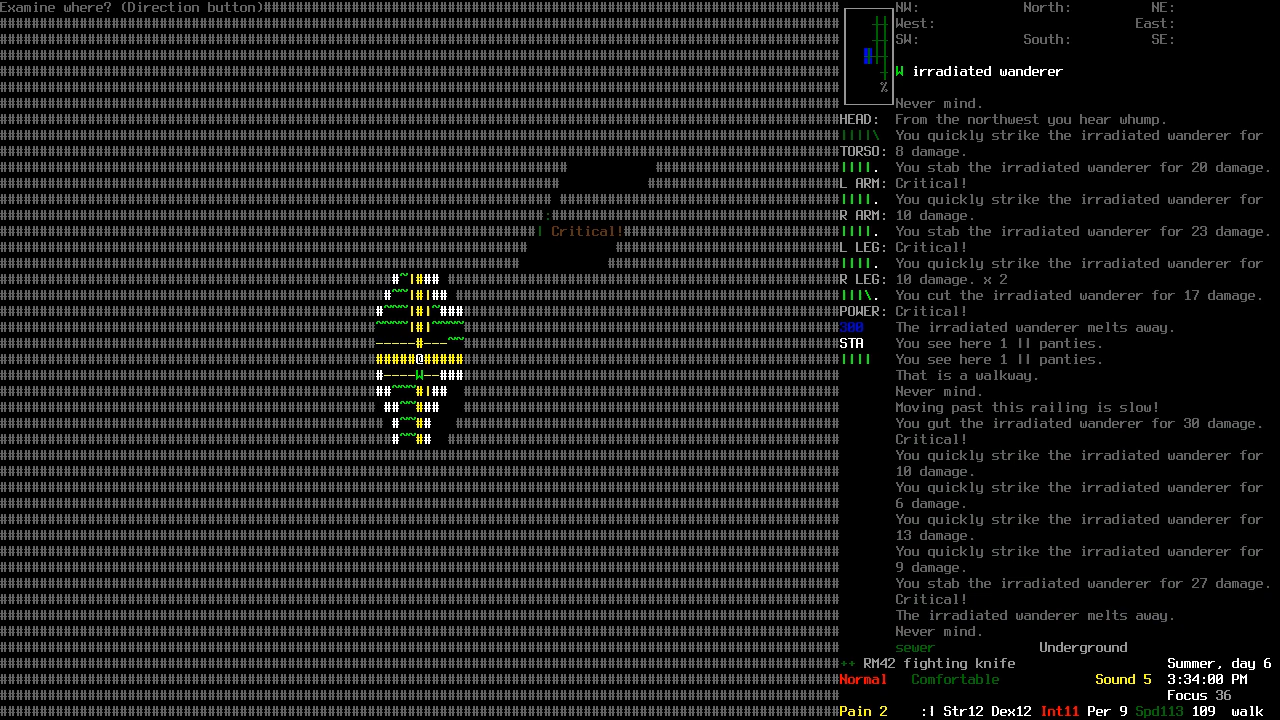 Examine where? (Direction button)
NW: North: NE:
West: East:
SW: South: SE:
W irradiated wanderer
Never mind.
HEAD: From the northwest you hear whump.
||||\ You quickly strike the irradiated wanderer for
TORSO: 8 damage.
||||. You stab the irradiated wanderer for 20 damage.
L ARM: Critical!
||||. You quickly strike the irradiated wanderer for
R ARM: 10 damage.
||||. You stab the irradiated wanderer for 23 damage.
| Critical!
L LEG: Critical!
||||. You quickly strike the irradiated wanderer for
R LEG: 10 damage. x 2
|||\. You cut the irradiated wanderer for 17 damage.
POWER: Critical!
300 The irradiated wanderer melts away.
STA You see here 1 || panties.
|||| You see here 1 || panties.
That is a walkway.
Never mind.
Moving past this railing is slow!
You gut the irradiated wanderer for 30 damage.
Critical!
You quickly strike the irradiated wanderer for
10 damage.
You quickly strike the irradiated wanderer for
6 damage.
You quickly strike the irradiated wanderer for
13 damage.
You quickly strike the irradiated wanderer for
9 damage.
You stab the irradiated wanderer for 27 damage.
Critical!
The irradiated wanderer melts away.
Never mind.
sewer Underground
++ RM42 fighting knife Summer, day 6
Normal Comfortable Sound 5 3:34:00 PM
Focus 36
Pain 2 :| Str12 Dex12 Int11 Per 9 Spd113 109 walk